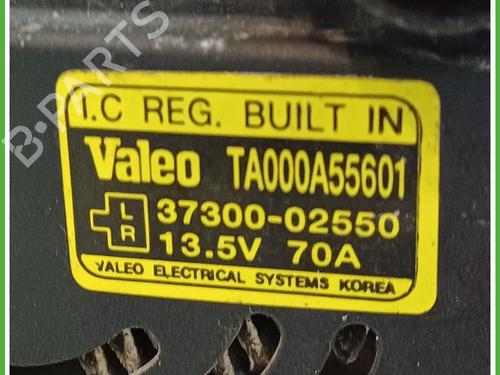 B-PARTS
I.C REG. BUILT IN
Valeo TA000A55601
L 37300-02550
R 13.5V 70A
VALEO ELECTRICAL SYSTEMS KOREA